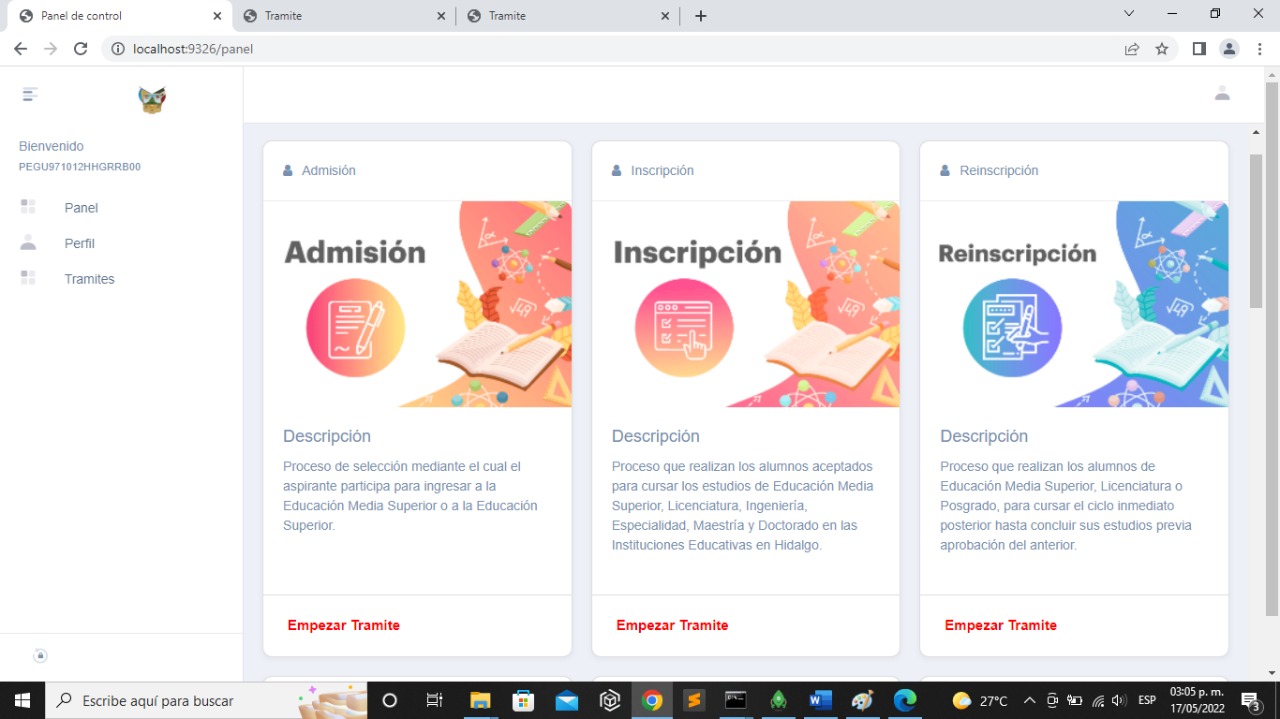 Panel de control
Tramite
Tramite
localhost:9326/panel
Bienvenido
PEGU971012HHGRRB00
Panel
Perfil
Tramites
Admisión
Admisión
Descripción
Proceso de selección mediante el cual el
aspirante participa para ingresar a la
Educación Media Superior o a la Educación
Superior.
Empezar Tramite
Inscripción
Inscripción
Descripción
Proceso que realizan los alumnos aceptados
para cursar los estudios de Educación Media
Superior, Licenciatura, Ingeniería,
Especialidad, Maestría y Doctorado en las
Instituciones Educativas en Hidalgo.
Empezar Tramite
Reinscripción
Reinscripción
Descripción
Proceso que realizan los alumnos de
Educación Media Superior, Licenciatura o
Posgrado, para cursar el ciclo inmediato
posterior hasta concluir sus estudios previa
aprobación del anterior.
Empezar Tramite
Escribe aquí para buscar
27°C
ESP
03:05 p. m.
17/05/2022
3